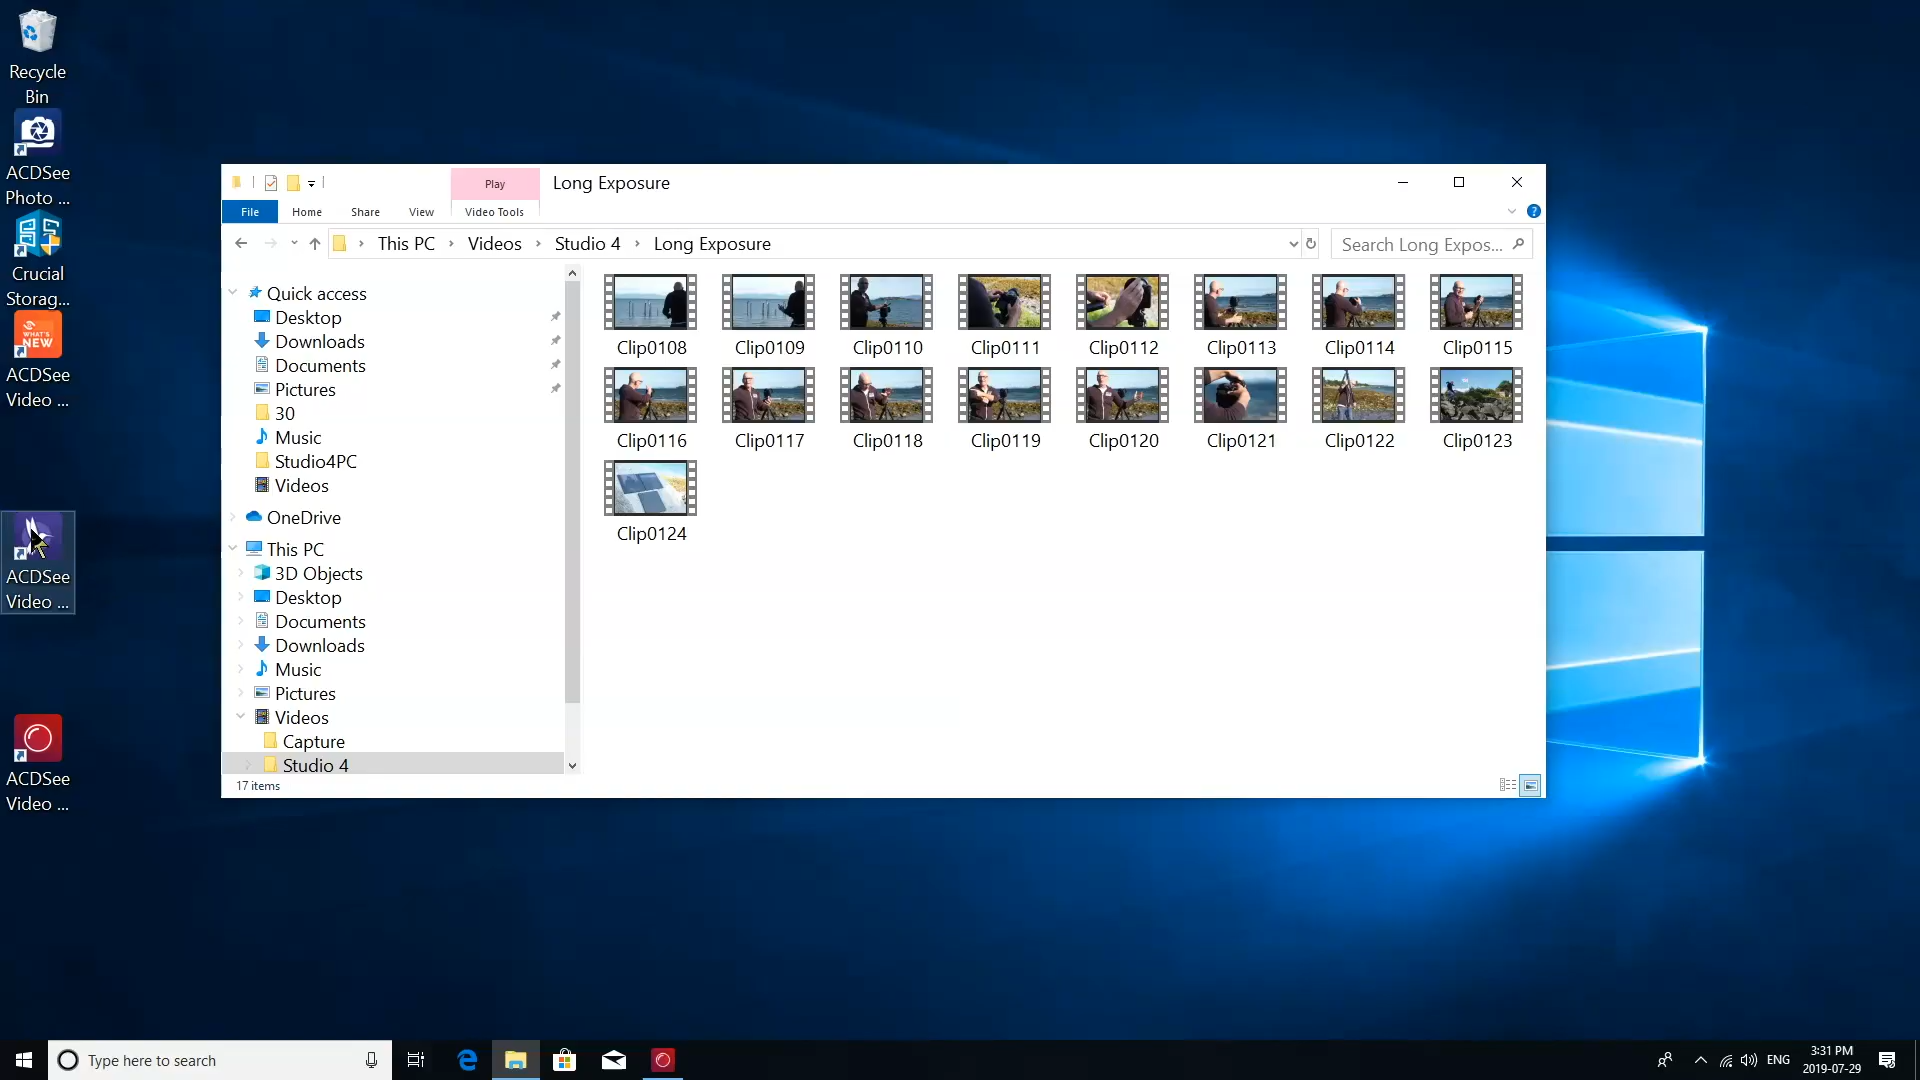 Recycle
Bin
ACDSee
Photo ...
Crucial
Storag...
WHAT'S
NEW
ACDSee
Video ...
ACDSee
Video ...
ACDSee
Video ...
Play
Long Exposure
File
Home
Share
View
Video Tools
This PC
Videos
Studio 4
Long Exposure
Search Long Expos...
Quick access
Desktop
Downloads
Documents
Pictures
30
Music
Studio4PC
Videos
OneDrive
This PC
3D Objects
Desktop
Documents
Downloads
Music
Pictures
Videos
Capture
Studio 4
Clip0108
Clip0109
Clip0110
Clip0111
Clip0112
Clip0113
Clip0114
Clip0115
Clip0116
Clip0117
Clip0118
Clip0119
Clip0120
Clip0121
Clip0122
Clip0123
Clip0124
17 items
Type here to search
ENG
3:31 PM
2019-07-29